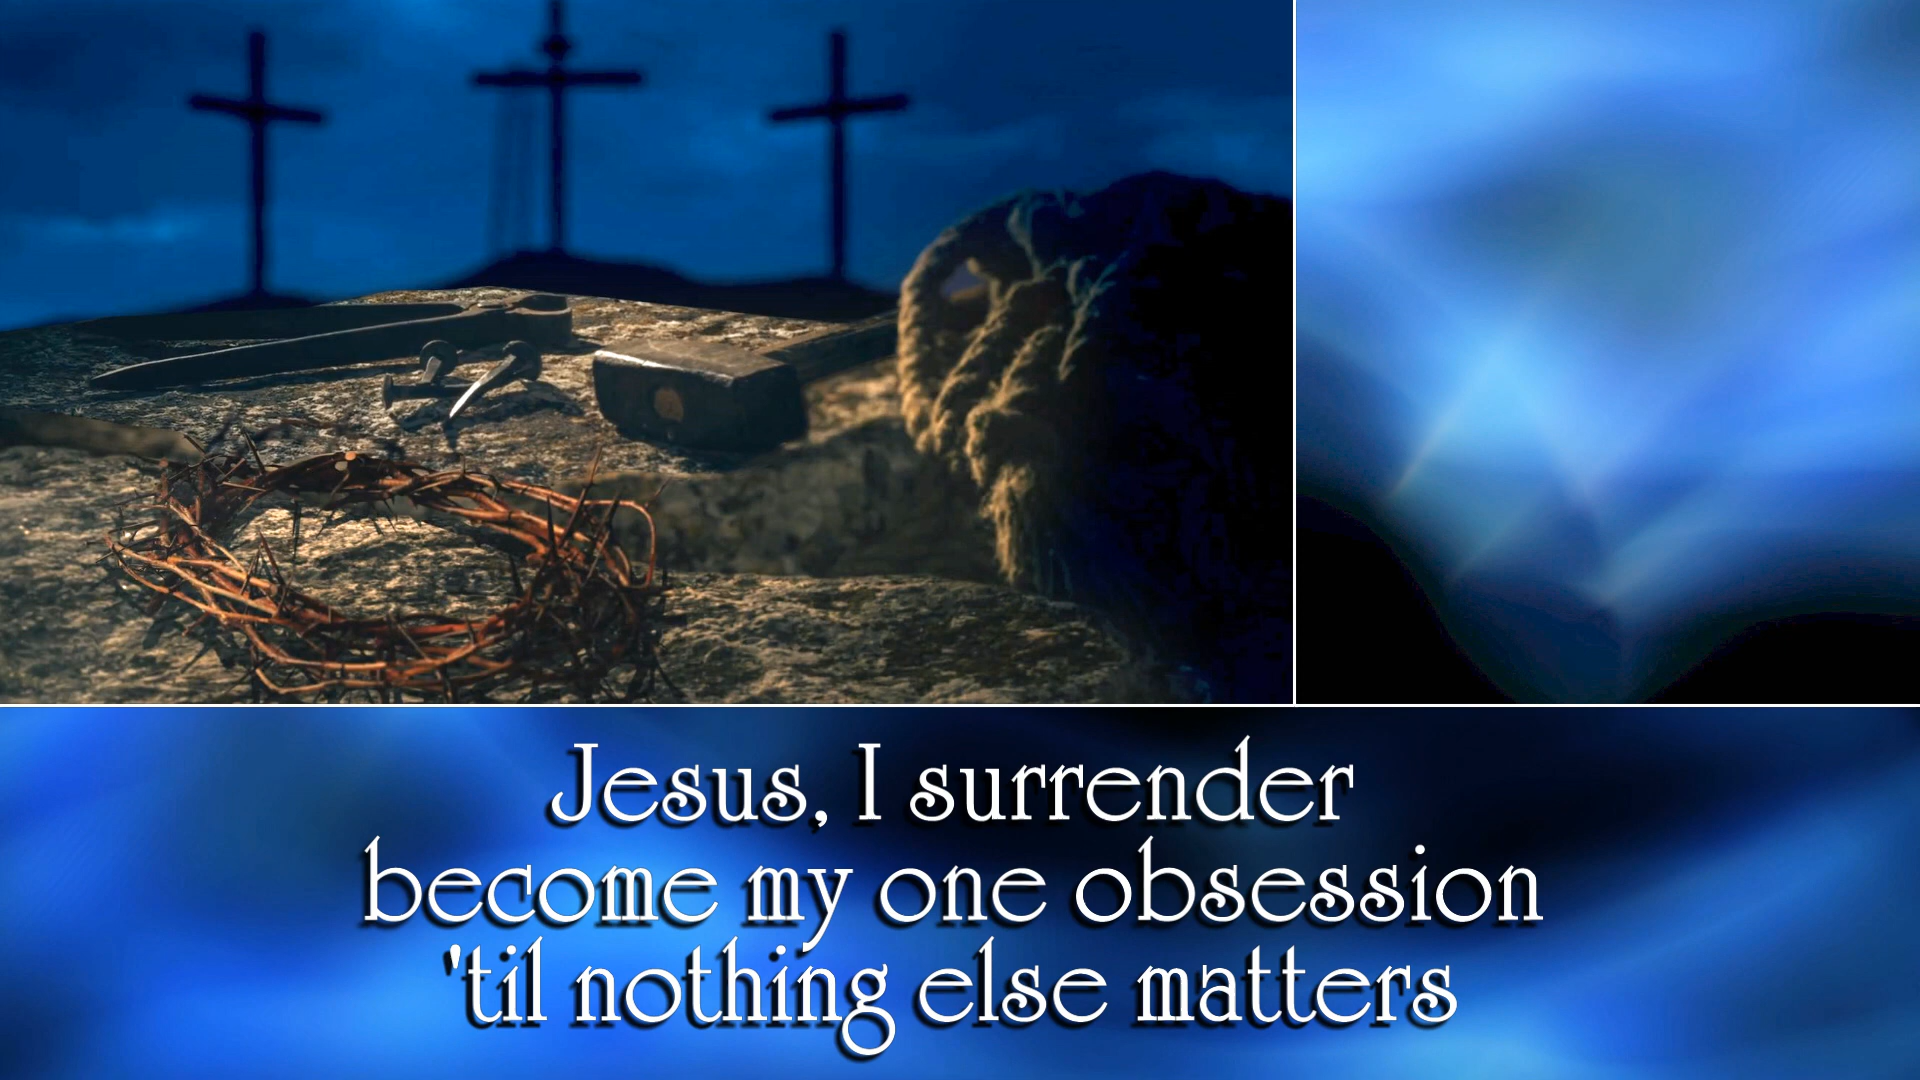 Jesus, I surrender
become my one obsession
'til nothing else matters